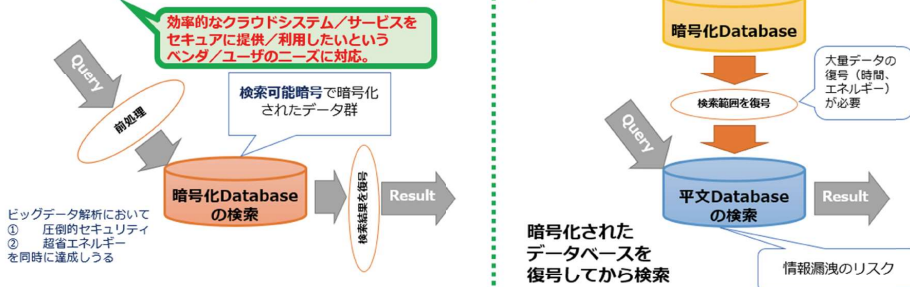 効率的なクラウドシステム／サービスを
セキュアに提供／利用したいという
ベンダ／ユーザのニーズに対応。
Query
前処理
検索可能暗号で暗号化
されたデータ群
暗号化Database
の検索
検索結果を復号
Result
ビッグデータ解析において
① 圧倒的セキュリティ
② 超省エネルギー
を同時に達成しうる
暗号化Database
大量データの
復号（時間、
エネルギー）
が必要
検索範囲を復号
Query
平文Database
の検索
Result
暗号化された
データベースを
復号してから検索
情報漏洩のリスク